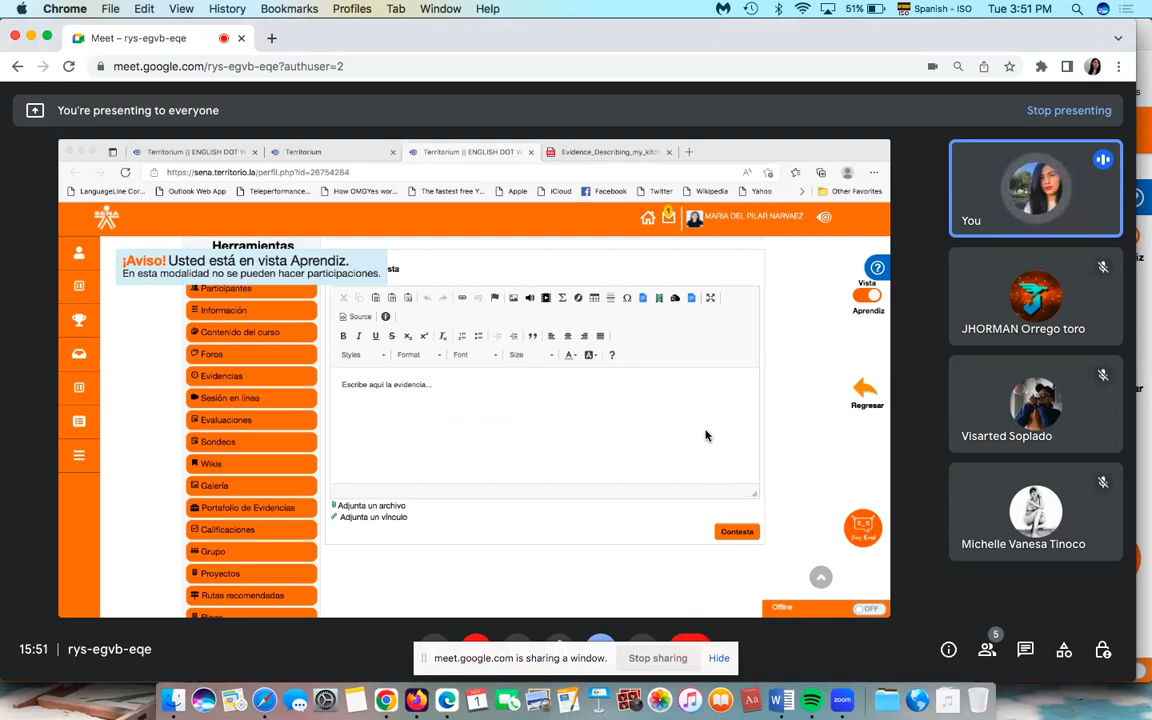 Chrome File Edit View History Bookmarks Profiles Tab Window Help 51% Spanish - ISO Tue 3:51 PM
Meet – rys-egvb-eqe
meet.google.com/rys-egvb-eqe?authuser=2
You're presenting to everyone
Stop presenting
Territorium || ENGLISH DOT W
Territorium
Territorium || ENGLISH DOT W
Evidence_Describing_my_kitch
https://sena.territorio.la/perfil.php?id=26754264
LanguageLine Cor...
Outlook Web App
Teleperformance...
How OMGYes wor...
The fastest free Y...
Apple
iCloud
Facebook
Twitter
Wikipedia
Yahoo
Other Favorites
SENA
1
MARIA DEL PILAR NARVAEZ
Herramientas
¡Aviso! Usted está en vista Aprendiz.
En esta modalidad no se pueden hacer participaciones.
Participantes
Información
Contenido del curso
Foros
Evidencias
Sesión en línea
Evaluaciones
Sondeos
Wikis
Galería
Portafolio de Evidencias
Calificaciones
Grupo
Proyectos
Rutas recomendadas
Source
Styles
Format
Font
Size
Escribe aquí la evidencia...
Adjunta un archivo
Adjunta un vínculo
Contesta
Vista
Aprendiz
Regresar
Offline
OFF
You
JHORMAN Orrego toro
Visarted Soplado
Michelle Vanesa Tinoco
15:51 rys-egvb-eqe
meet.google.com is sharing a window.
Stop sharing
Hide
5
zoom